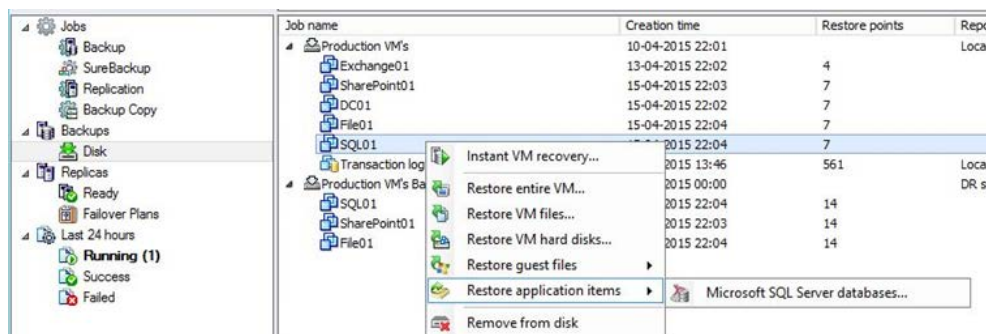 Jobs
Backup
SureBackup
Replication
Backup Copy
Backups
Disk
Replicas
Ready
Failover Plans
Last 24 hours
Running (1)
Success
Failed
Job name Creation time Restore points Repo
Production VM's 10-04-2015 22:01 Loca
Exchange01 13-04-2015 22:02 4
SharePoint01 15-04-2015 22:03 7
DC01 15-04-2015 22:02 7
File01 15-04-2015 22:04 7
SQL01 2015 22:04 7
Transaction log 2015 13:46 561 Loca
Production VM's Ba 2015 00:00 DR s
SQL01 2015 22:04 14
SharePoint01 2015 22:03 14
File01 2015 22:04 14
Instant VM recovery...
Restore entire VM...
Restore VM files...
Restore VM hard disks...
Restore guest files
Restore application items
Microsoft SQL Server databases...
Remove from disk